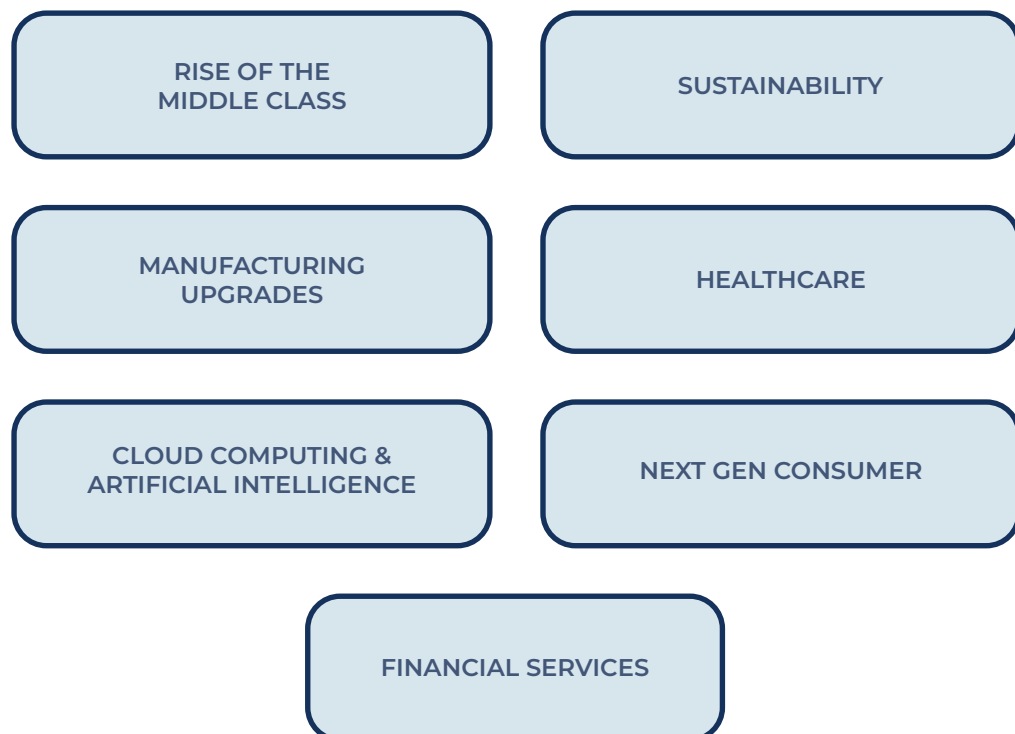 RISE OF THE
MIDDLE CLASS
SUSTAINABILITY
MANUFACTURING
UPGRADES
HEALTHCARE
CLOUD COMPUTING &
ARTIFICIAL INTELLIGENCE
NEXT GEN CONSUMER
FINANCIAL SERVICES